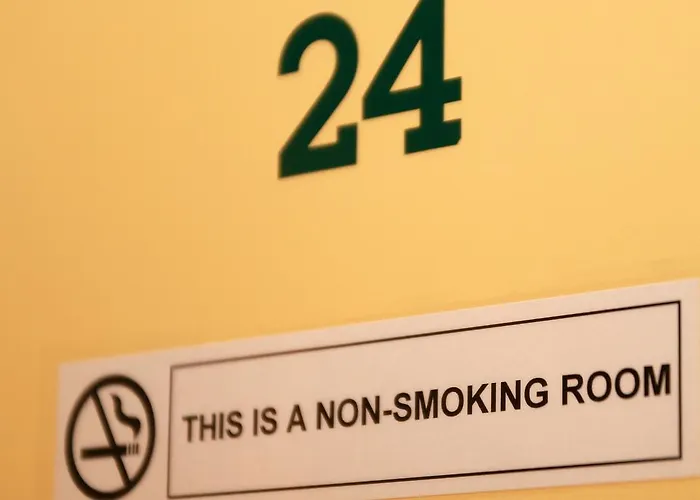 24
THIS IS A NON-SMOKING ROOM